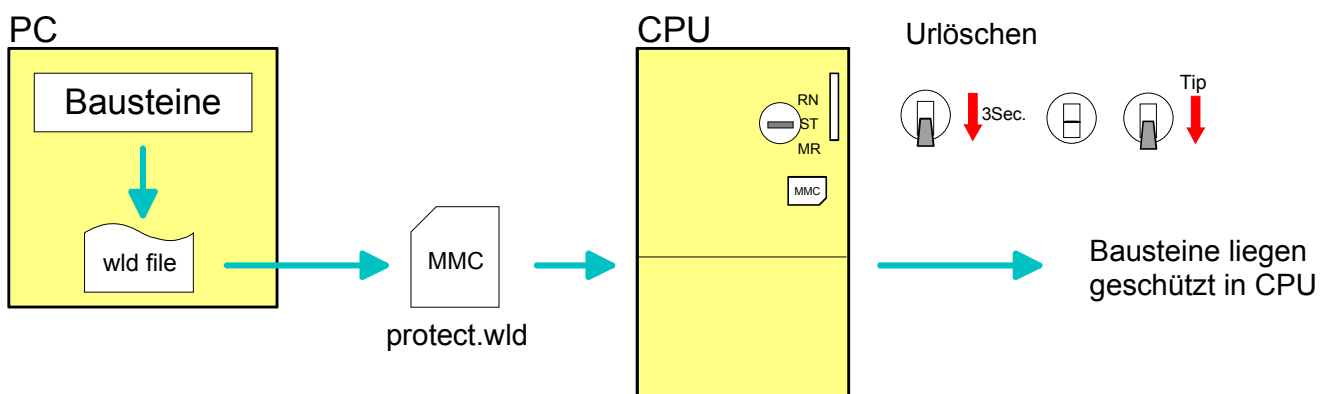 PC
Bausteine
wld file
MMC
protect.wld
CPU
RN
ST
MR
MMC
Urlöschen
3Sec.
Tip
Bausteine liegen
geschützt in CPU